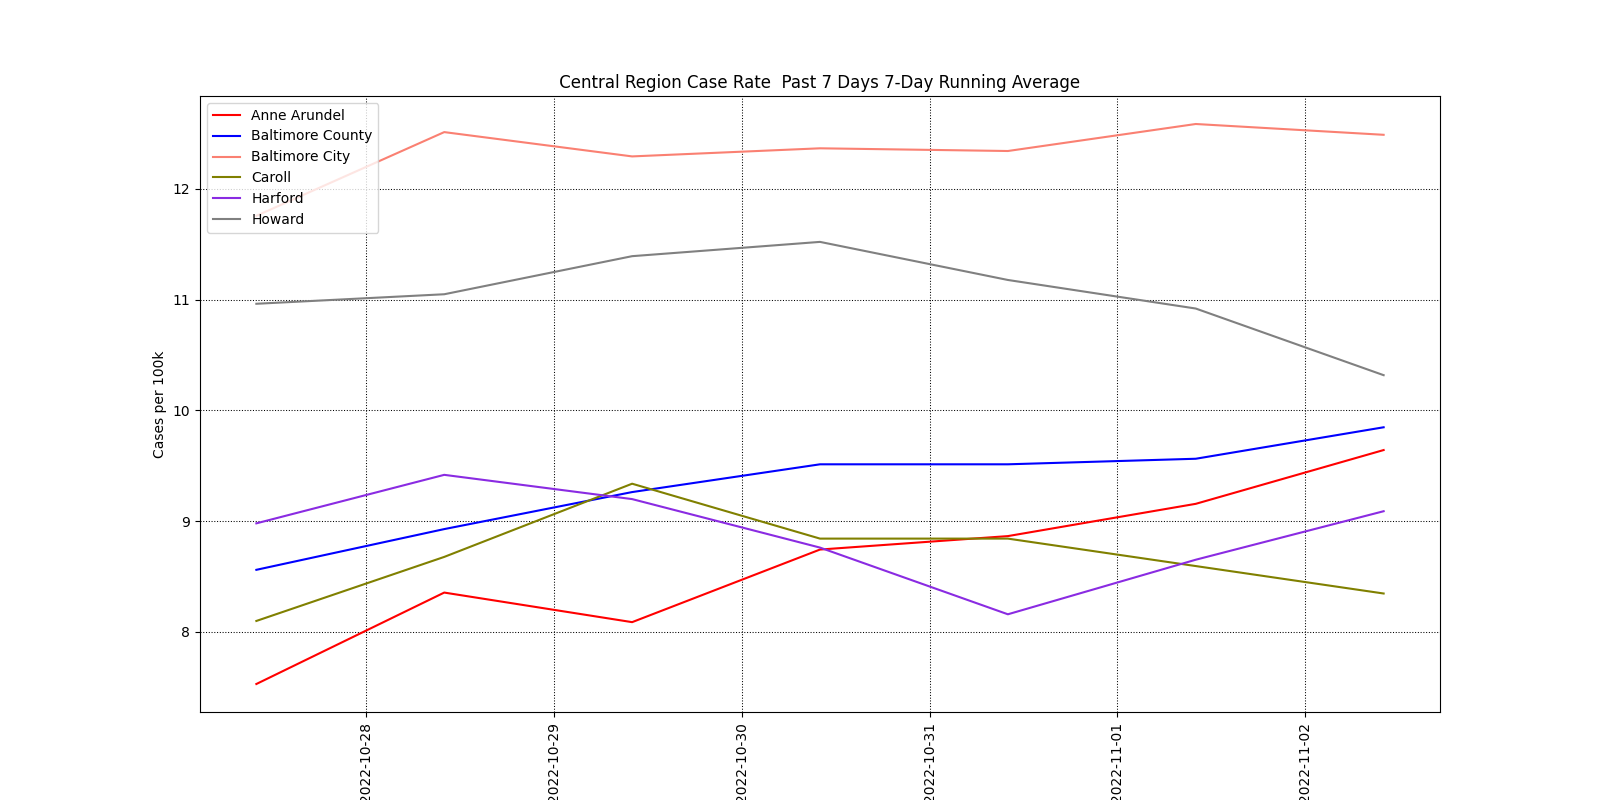 Central Region Case Rate  Past 7 Days 7-Day Running Average
Anne Arundel
Baltimore County
Baltimore City
Caroll
Harford
Howard
Cases per 100k
12
11
10
9
8
2022-10-28
2022-10-29
2022-10-30
2022-10-31
2022-11-01
2022-11-02